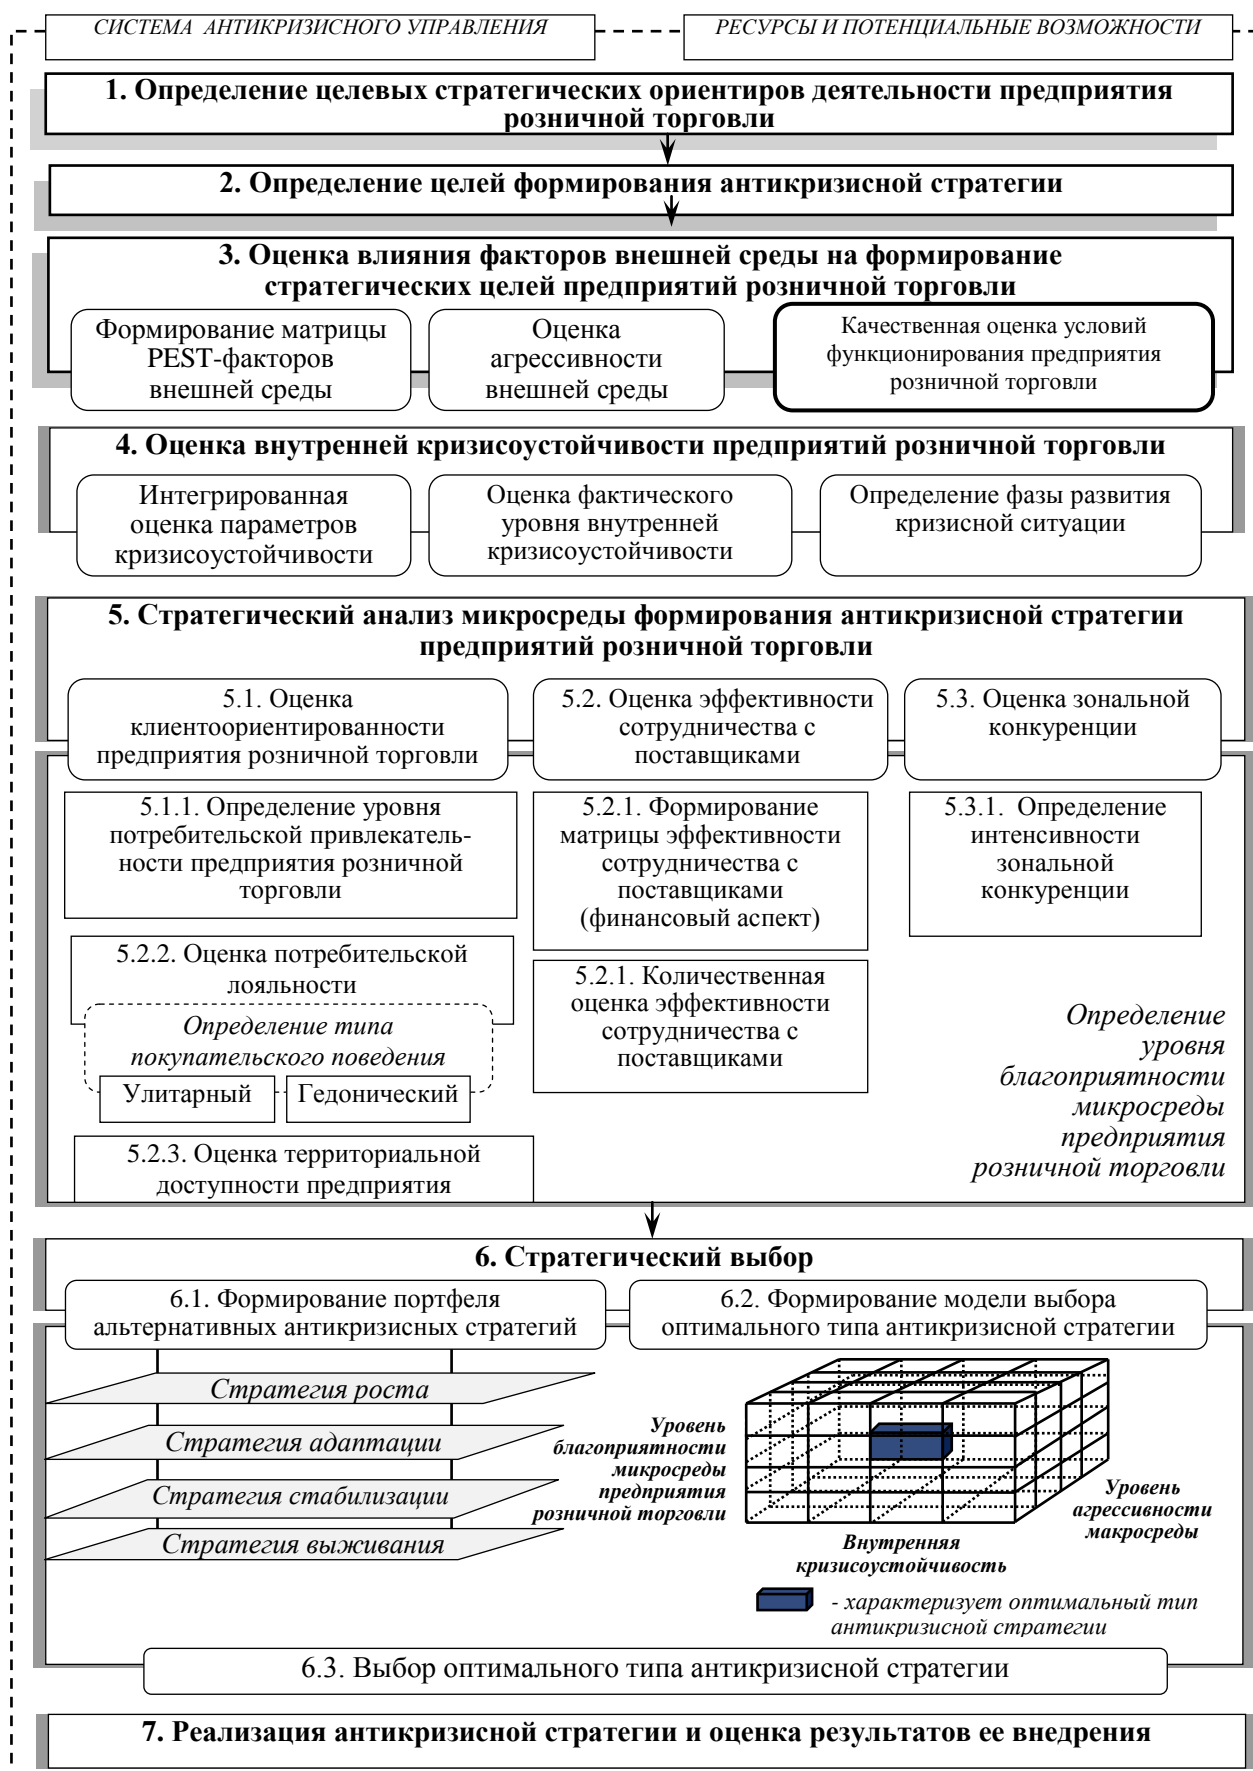 СИСТЕМА АНТИКРИЗИСНОГО УПРАВЛЕНИЯ
РЕСУРСЫ И ПОТЕНЦИАЛЬНЫЕ ВОЗМОЖНОСТИ
1. Определение целевых стратегических ориентиров деятельности предприятия
розничной торговли
2. Определение целей формирования антикризисной стратегии
3. Оценка влияния факторов внешней среды на формирование
стратегических целей предприятий розничной торговли
Формирование матрицы
PEST-факторов
внешней среды
Оценка
агрессивности
внешней среды
Качественная оценка условий
функционирования предприятия
розничной торговли
4. Оценка внутренней кризисоустойчивости предприятий розничной торговли
Интегрированная
оценка параметров
кризисоустойчивости
Оценка фактического
уровня внутренней
кризисоустойчивости
Определение фазы развития
кризисной ситуации
5. Стратегический анализ микросреды формирования антикризисной стратегии
предприятий розничной торговли
5.1. Оценка
клиентоориентированности
предприятия розничной торговли
5.2. Оценка эффективности
сотрудничества с
поставщиками
5.3. Оценка зональной
конкуренции
5.1.1. Определение уровня
потребительской привлекатель-
ности предприятия розничной
торговли
5.2.2. Оценка потребительской
лояльности
Определение типа
покупательского поведения
Улитарный
Гедонический
5.2.3. Оценка территориальной
доступности предприятия
5.2.1. Формирование
матрицы эффективности
сотрудничества с
поставщиками
(финансовый аспект)
5.2.1. Количественная
оценка эффективности
сотрудничества с
поставщиками
5.3.1. Определение
интенсивности
зональной
конкуренции
Определение
уровня
благоприятности
микросреды
предприятия
розничной торговли
6. Стратегический выбор
6.1. Формирование портфеля
альтернативных антикризисных стратегий
6.2. Формирование модели выбора
оптимального типа антикризисной стратегии
Стратегия роста
Стратегия адаптации
Стратегия стабилизации
Стратегия выживания
Уровень
благоприятности
микросреды
предприятия
розничной торговли
Внутренняя
кризисоустойчивость
Уровень
агрессивности
макросреды
- характеризует оптимальный тип
антикризисной стратегии
6.3. Выбор оптимального типа антикризисной стратегии
7. Реализация антикризисной стратегии и оценка результатов ее внедрения